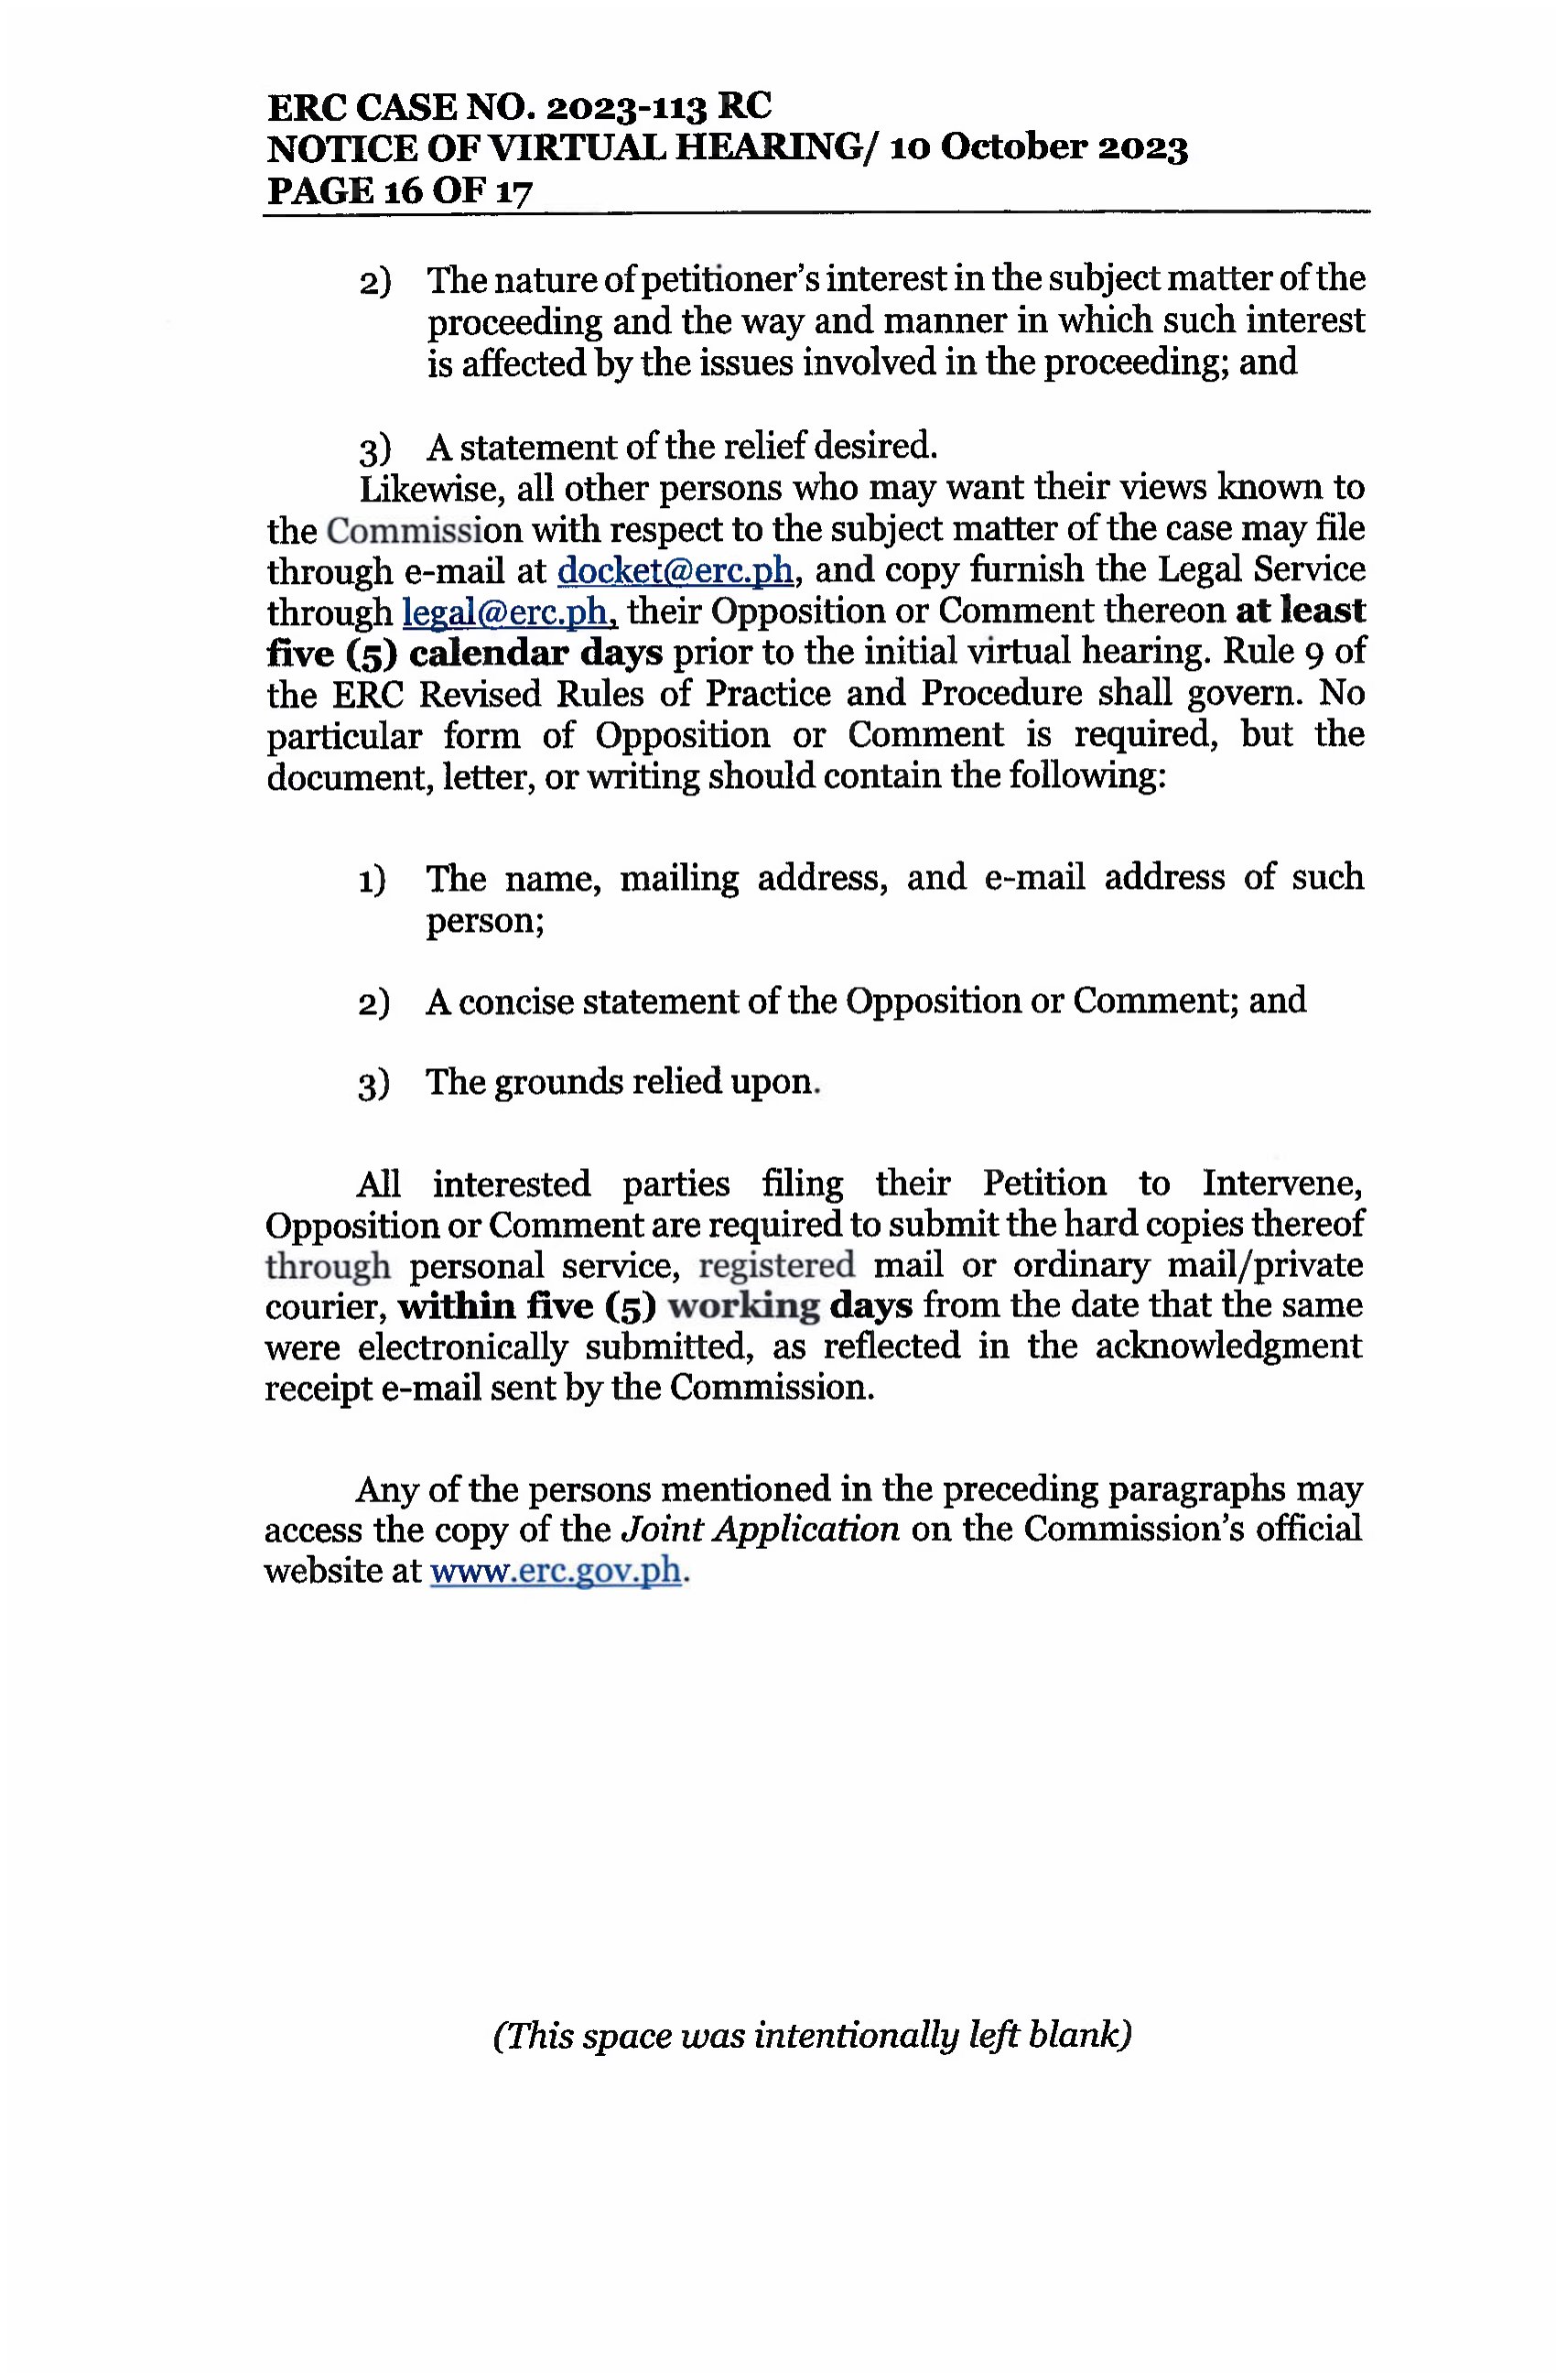 ERC CASE NO. 2023-113 RC
NOTICE OF VIRTUAL HEARING/ 10 October 2023
PAGE 16 OF 17
2) The nature of petitioner's interest in the subject matter of the
proceeding and the way and manner in which such interest
is affected by the issues involved in the proceeding; and
3) A statement of the relief desired.
Likewise, all other persons who may want their views known to
the Commission with respect to the subject matter of the case may file
through e-mail at docket@erc.ph, and copy furnish the Legal Service
through legal@erc.ph, their Opposition or Comment thereon at least
five (5) calendar days prior to the initial virtual hearing. Rule 9 of
the ERC Revised Rules of Practice and Procedure shall govern. No
particular form of Opposition or Comment is required, but the
document, letter, or writing should contain the following:
1) The name, mailing address, and e-mail address of such
person;
2) A concise statement of the Opposition or Comment; and
3) The grounds relied upon.
All interested parties filing their Petition to Intervene,
Opposition or Comment are required to submit the hard copies thereof
through personal service, registered mail or ordinary mail/private
courier, within five (5) working days from the date that the same
were electronically submitted, as reflected in the acknowledgment
receipt e-mail sent by the Commission.
Any of the persons mentioned in the preceding paragraphs may
access the copy of the Joint Application on the Commission's official
website at www.erc.gov.ph.
(This space was intentionally left blank)